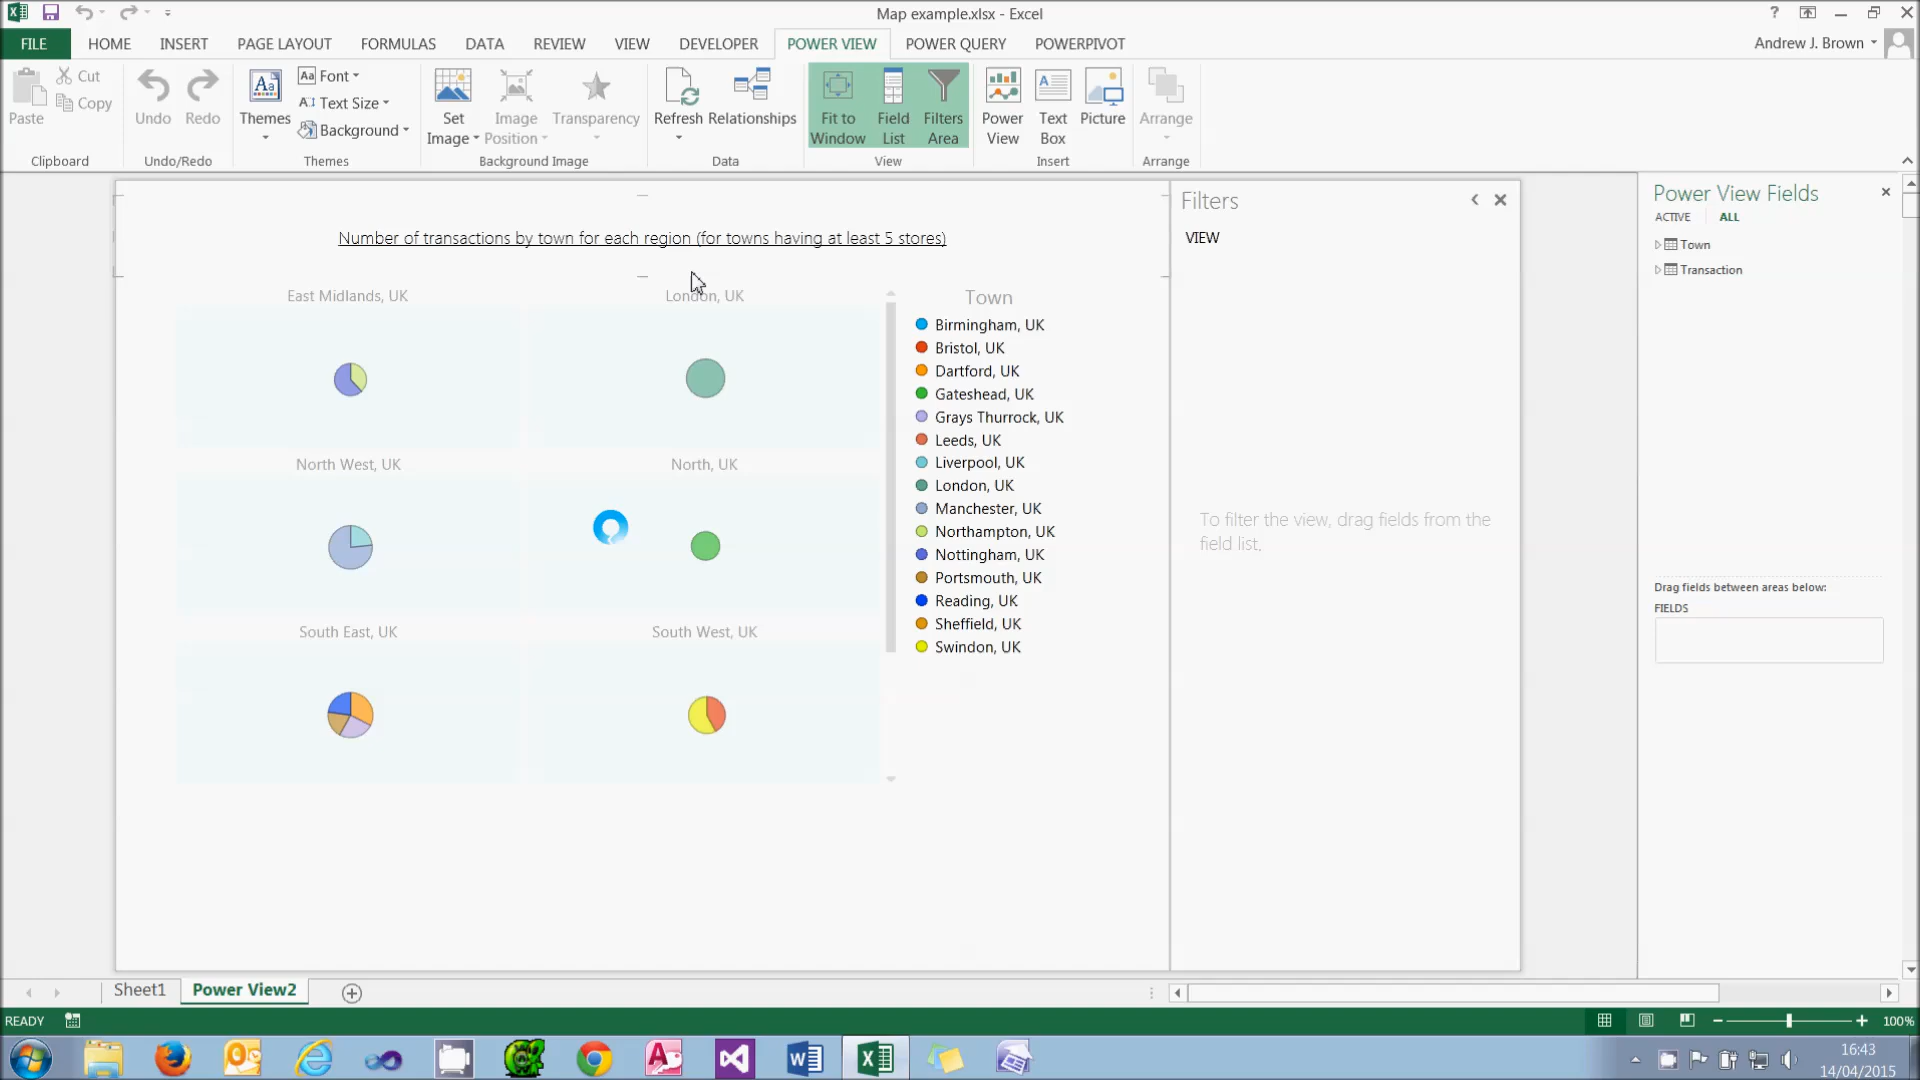 Map example.xlsx - Excel
?
FILE
HOME
INSERT
PAGE LAYOUT
FORMULAS
DATA
REVIEW
VIEW
DEVELOPER
POWER VIEW
POWER QUERY
POWERPIVOT
Andrew J. Brown
Paste
Cut
Copy
Clipboard
Undo
Redo
Undo/Redo
Themes
Aa Font
A Text Size
Background
Themes
Set
Image
Image
Position
Transparency
Background Image
Refresh
Relationships
Data
Fit to
Window
Field
List
Filters
Area
View
Power
View
Text
Box
Picture
Insert
Arrange
Arrange
Number of transactions by town for each region (for towns having at least 5 stores)
East Midlands, UK
London, UK
North West, UK
North, UK
South East, UK
South West, UK
Town
Birmingham, UK
Bristol, UK
Dartford, UK
Gateshead, UK
Grays Thurrock, UK
Leeds, UK
Liverpool, UK
London, UK
Manchester, UK
Northampton, UK
Nottingham, UK
Portsmouth, UK
Reading, UK
Sheffield, UK
Swindon, UK
Filters
VIEW
To filter the view, drag fields from the
field list.
Power View Fields
ACTIVE
ALL
Town
Transaction
Drag fields between areas below:
FIELDS
Sheet1
Power View2
READY
100%
16:43
14/04/2015